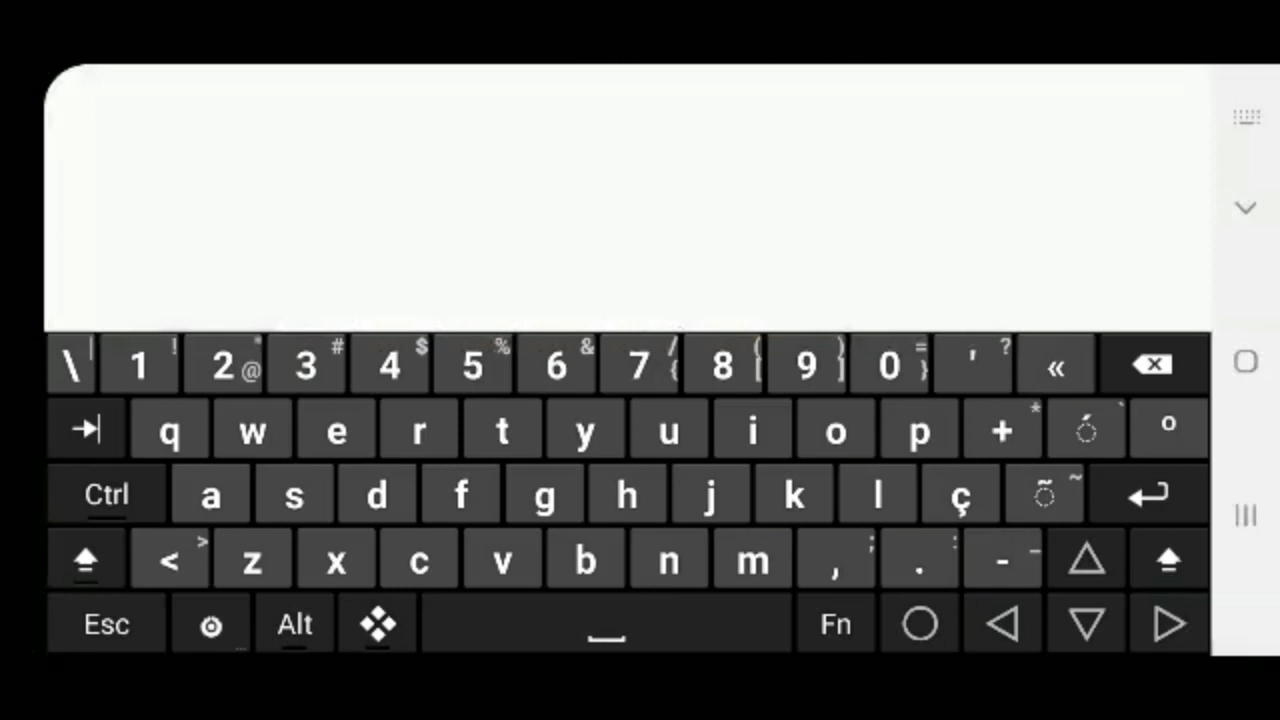 \ | 1 ! 2 " @ 3 # 4 $ 5 % 6 & 7 / { 8 ( [ 9 ) ] 0 = } ' ? «
q w e r t y u i o p + * ´ ` º
Ctrl a s d f g h j k l ç õ ~
< > z x c v b n m , ; . : - _
Esc Alt Fn